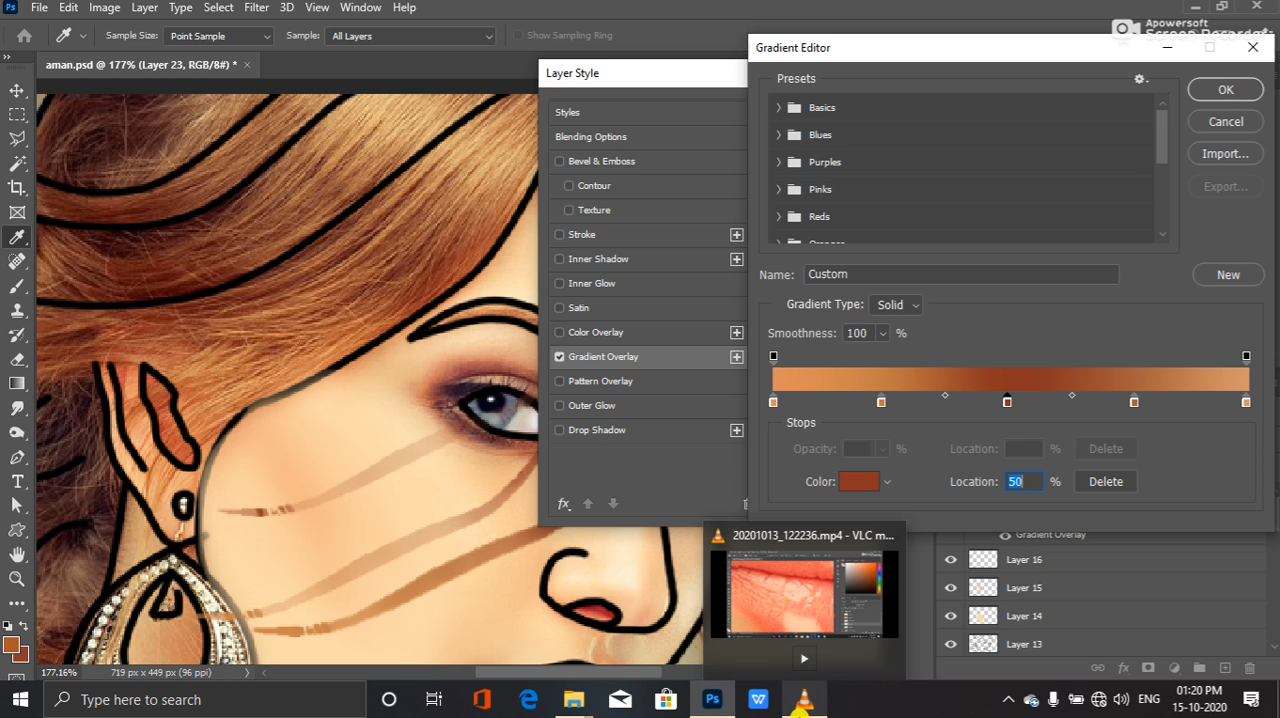 Ps File Edit Image Layer Type Select Filter 3D View Window Help
Apowersoft
Screen Recorder
Sample Size: Point Sample Sample: All Layers Show Sampling Ring
aman.psd @ 177% (Layer 23, RGB/8#) * ×
Layer Style
Styles
Blending Options
Bevel & Emboss
Contour
Texture
Stroke
Inner Shadow
Inner Glow
Satin
Color Overlay
Gradient Overlay
Pattern Overlay
Outer Glow
Drop Shadow
fx
Gradient Editor
Presets
Basics
Blues
Purples
Pinks
Reds
OK
Cancel
Import...
Export...
Name: Custom
New
Gradient Type: Solid
Smoothness: 100 %
Stops
Opacity: % Location: % Delete
Color: Location: 50 % Delete
20201013_122236.mp4 - VLC m...
Gradient Overlay
Layer 16
Layer 15
Layer 14
Layer 13
fx
177.16% 719 px x 449 px (96 ppi)
Type here to search
Ps
W
ENG
01:20 PM
15-10-2020